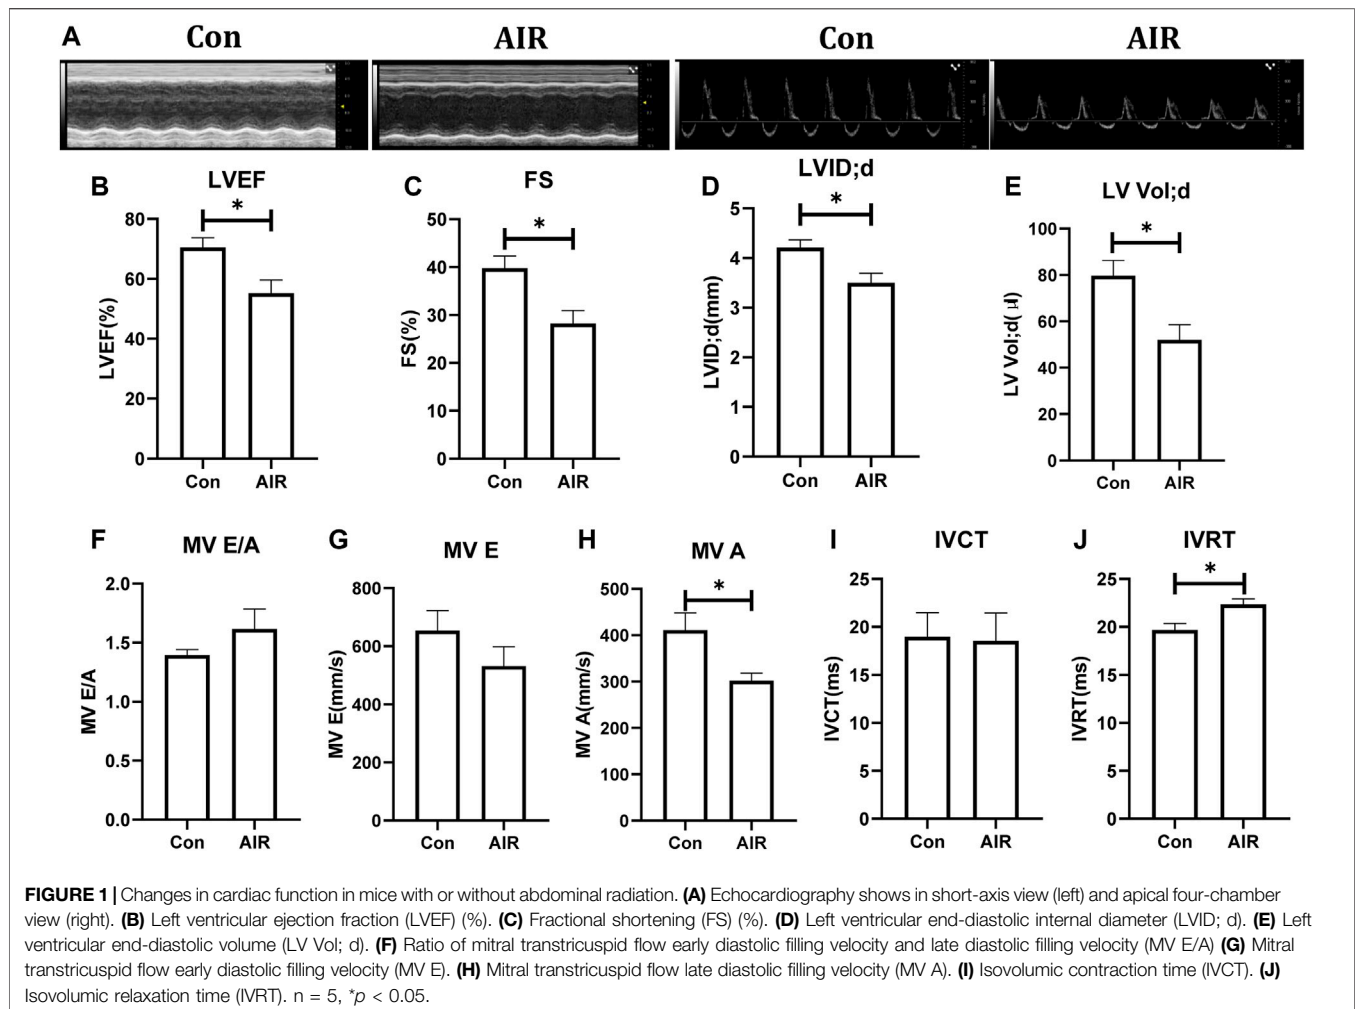 A
Con
AIR
Con
AIR
B
LVEF
*
80
60
40
20
0
LVEF(%)
Con
AIR
C
FS
*
50
40
30
20
10
0
FS(%)
Con
AIR
D
LVID;d
*
5
4
3
2
1
0
LVID;d(mm)
Con
AIR
E
LV Vol;d
*
100
80
60
40
20
0
LV Vol;d( μl)
Con
AIR
F
MV E/A
2.0
1.5
1.0
0.5
0.0
MV E/A
Con
AIR
G
MV E
800
600
400
200
0
MV E(mm/s)
Con
AIR
H
MV A
*
500
400
300
200
100
0
MV A(mm/s)
Con
AIR
I
IVCT
25
20
15
10
5
0
IVCT(ms)
Con
AIR
J
IVRT
*
25
20
15
10
5
0
IVRT(ms)
Con
AIR
FIGURE 1 | Changes in cardiac function in mice with or without abdominal radiation. (A) Echocardiography shows in short-axis view (left) and apical four-chamber
view (right). (B) Left ventricular ejection fraction (LVEF) (%). (C) Fractional shortening (FS) (%). (D) Left ventricular end-diastolic internal diameter (LVID; d). (E) Left
ventricular end-diastolic volume (LV Vol; d). (F) Ratio of mitral transtricuspid flow early diastolic filling velocity and late diastolic filling velocity (MV E/A) (G) Mitral
transtricuspid flow early diastolic filling velocity (MV E). (H) Mitral transtricuspid flow late diastolic filling velocity (MV A). (I) Isovolumic contraction time (IVCT). (J)
Isovolumic relaxation time (IVRT). n = 5, *p < 0.05.